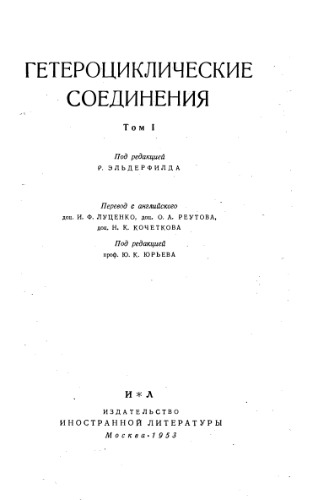 ГЕТЕРОЦИКЛИЧЕСКИЕ
СОЕДИНЕНИЯ
Том I
Под редакцией
Р. ЭЛЬДЕРФИЛДА
Перевод с английского
доц. И. Ф. ЛУЦЕНКО, доц. О. А. РЕУТОВА,
доц. Н. К. КОЧЕТКОВА
Под редакцией
проф. Ю. К. ЮРЬЕВА
И * Л
ИЗДАТЕЛЬСТВО
ИНОСТРАННОЙ ЛИТЕРАТУРЫ
Москва - 1953